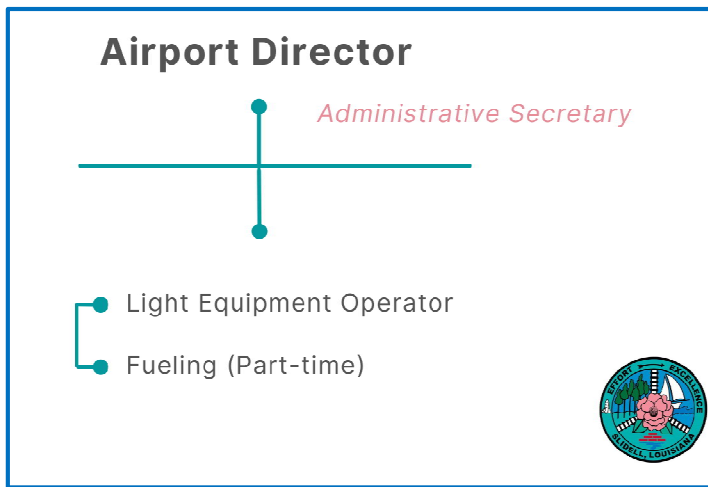 Airport Director
Administrative Secretary
Light Equipment Operator
Fueling (Part-time)
EFFORT EXCELLENCE
SLIDELL, LOUISIANA